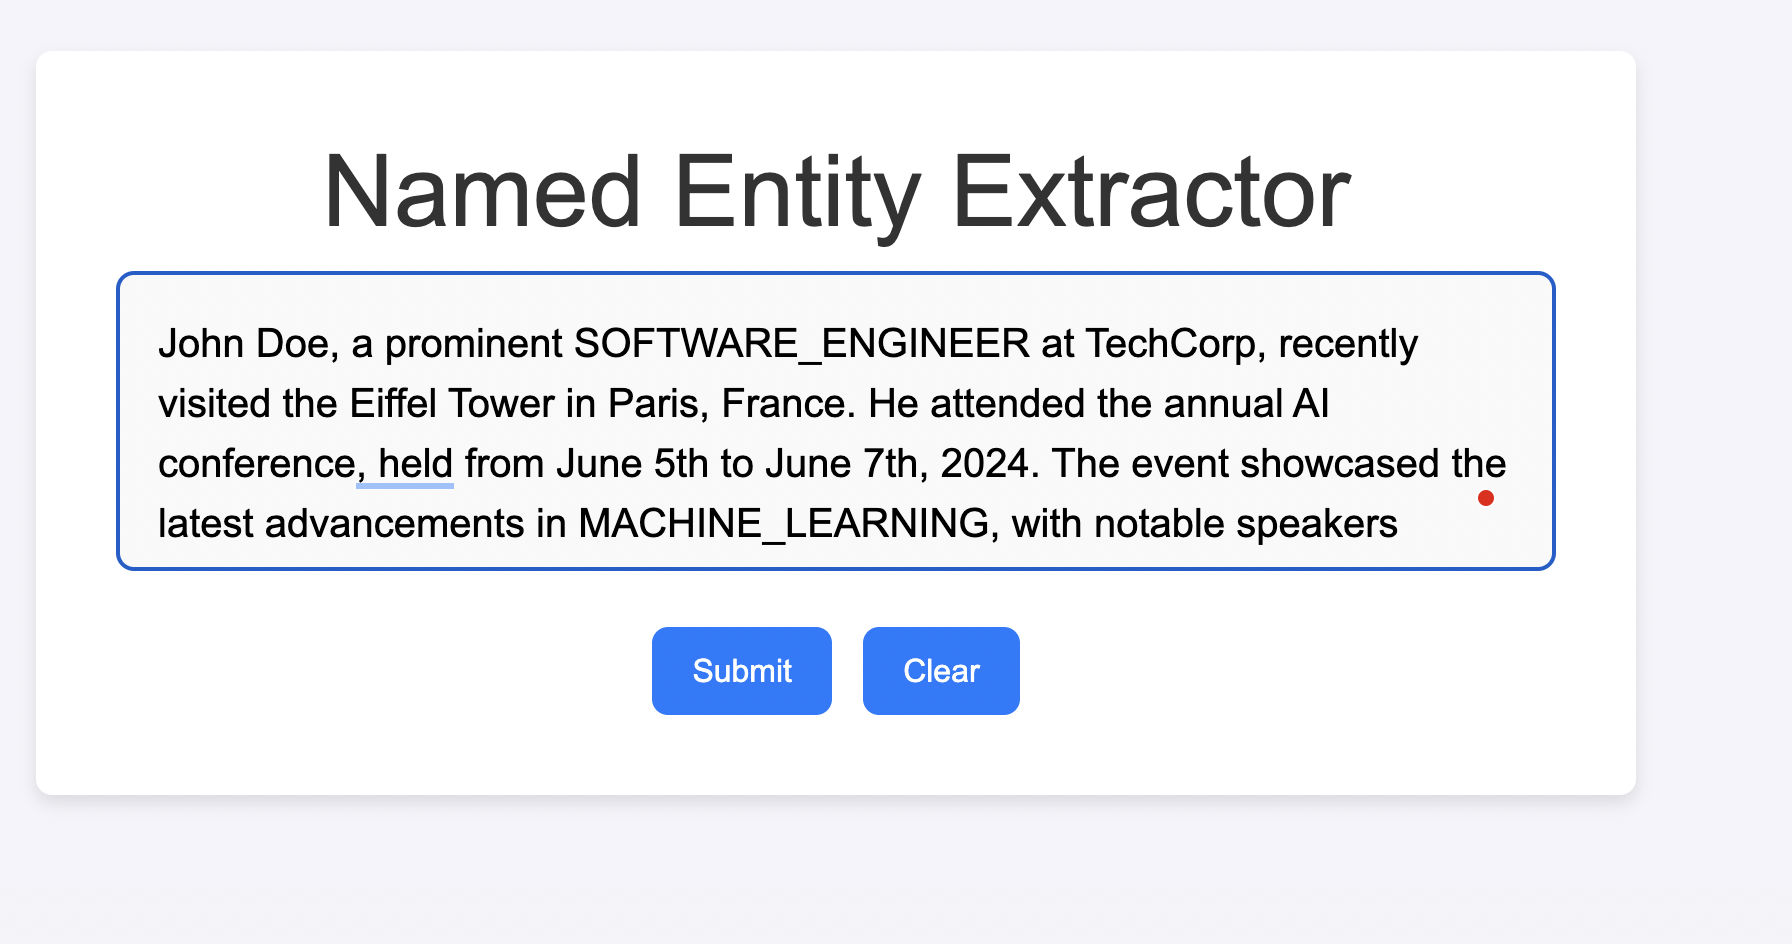 Named Entity Extractor
John Doe, a prominent SOFTWARE_ENGINEER at TechCorp, recently
visited the Eiffel Tower in Paris, France. He attended the annual AI
conference, held from June 5th to June 7th, 2024. The event showcased the
latest advancements in MACHINE_LEARNING, with notable speakers
Submit Clear